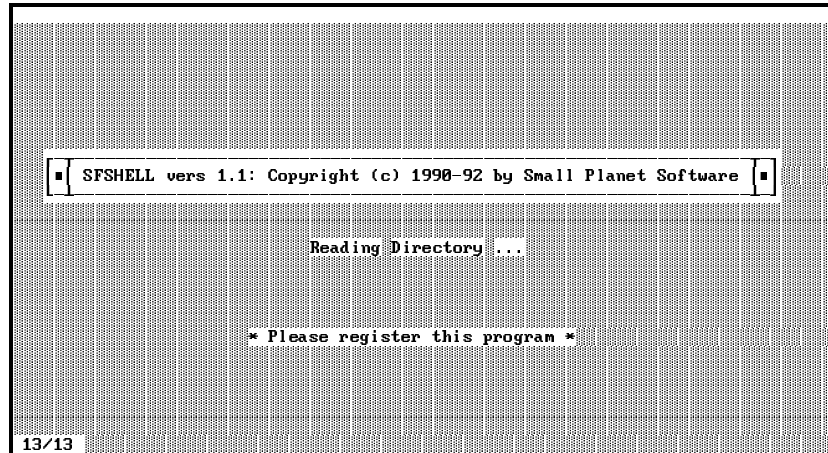 SFSHELL vers 1.1: Copyright (c) 1990-92 by Small Planet Software
Reading Directory ...
* Please register this program *
13/13